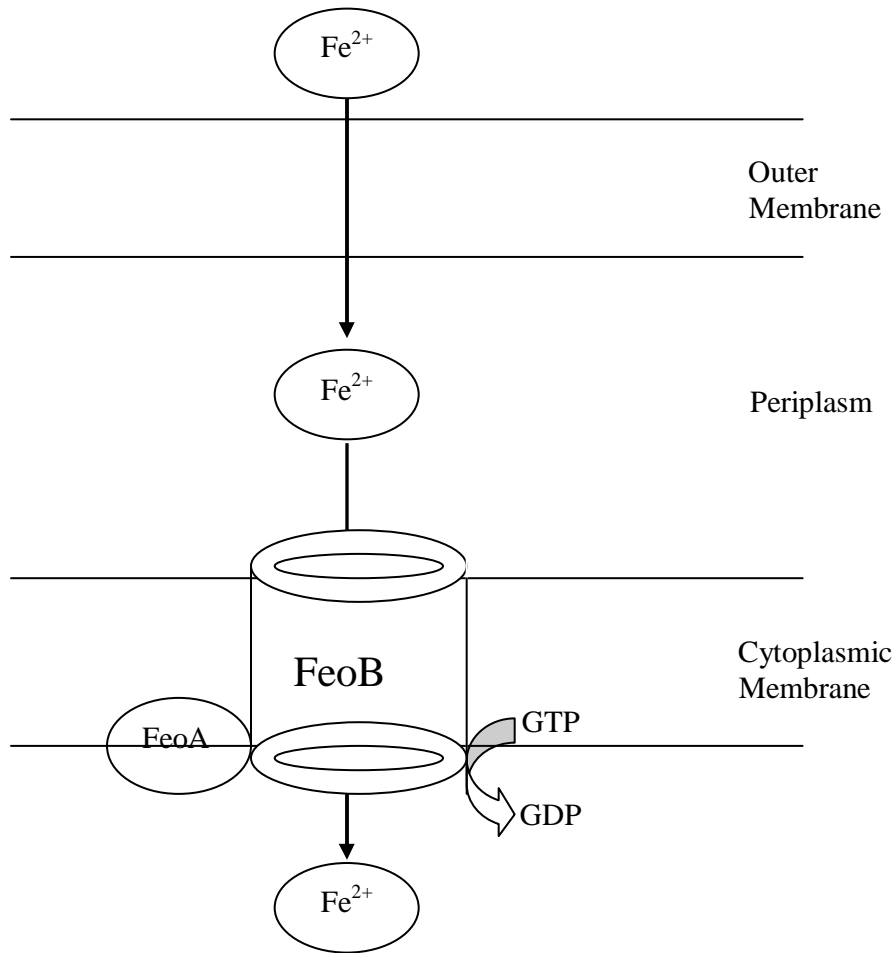 Fe²⁺
Outer
Membrane
Fe²⁺
Periplasm
FeoB
Cytoplasmic
Membrane
FeoA
GTP
GDP
Fe²⁺